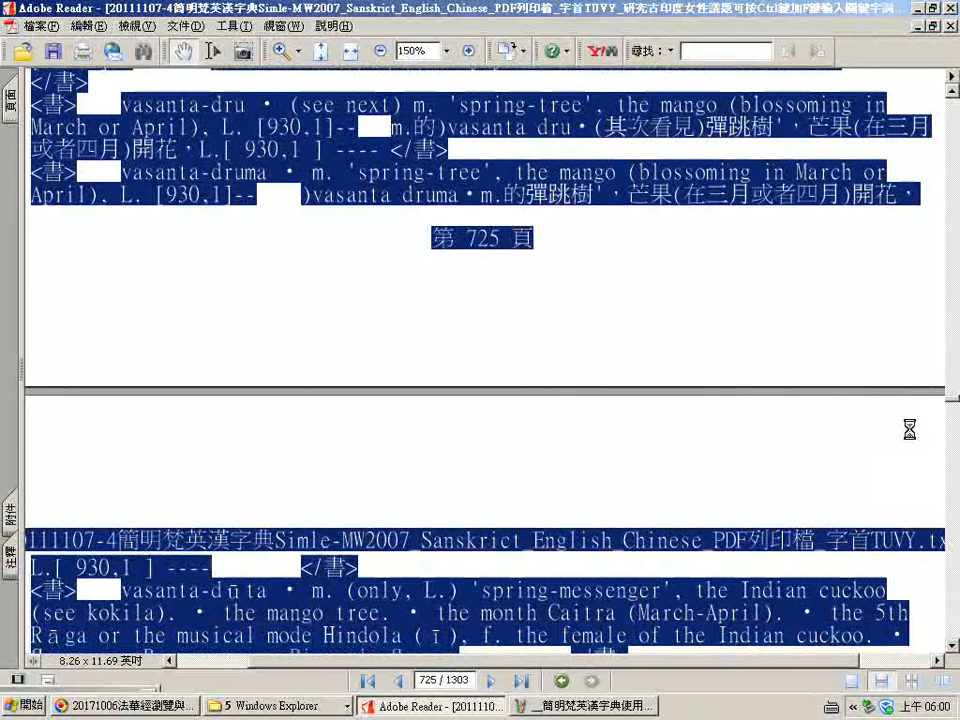 Adobe Reader - [20111107-4簡明梵英漢字典Simle-MW2007_Sanskrict_English_Chinese_PDF列印檔_字首TUVY_研究古印度女性議題可按Ctrl鍵加F鍵輸入關鍵字詞...
檔案(F) 編輯(E) 檢視(V) 文件(D) 工具(T) 視窗(W) 說明(H)
150% 尋找:
頁面
</書>
<書> vasanta-dru • (see next) m. 'spring-tree', the mango (blossoming in
March or April), L. [930,1]-- m.的)vasanta dru•(其次看見)彈跳樹',芒果(在三月
或者四月)開花,L.[ 930,1 ] ---- </書>
<書> vasanta-druma • m. 'spring-tree', the mango (blossoming in March or
April), L. [930,1]-- )vasanta druma•m.的彈跳樹',芒果(在三月或者四月)開花,
第 725 頁
附件
註釋
111107-4簡明梵英漢字典Simle-MW2007_Sanskrict_English_Chinese_PDF列印檔_字首TUVY.tx
L.[ 930,1 ] ---- </書>
<書> vasanta-dūta • m. (only, L.) 'spring-messenger', the Indian cuckoo
(see kokila). • the mango tree. • the month Caitra (March-April). • the 5th
Rāga or the musical mode Hindola (ī), f. the female of the Indian cuckoo. •
8.26 x 11.69 英吋
725 / 1303
開始 20171006法華經瀏覽與... 5 Windows Explorer Adobe Reader - [2011110... __簡明梵英漢字典使用... 上午 06:00